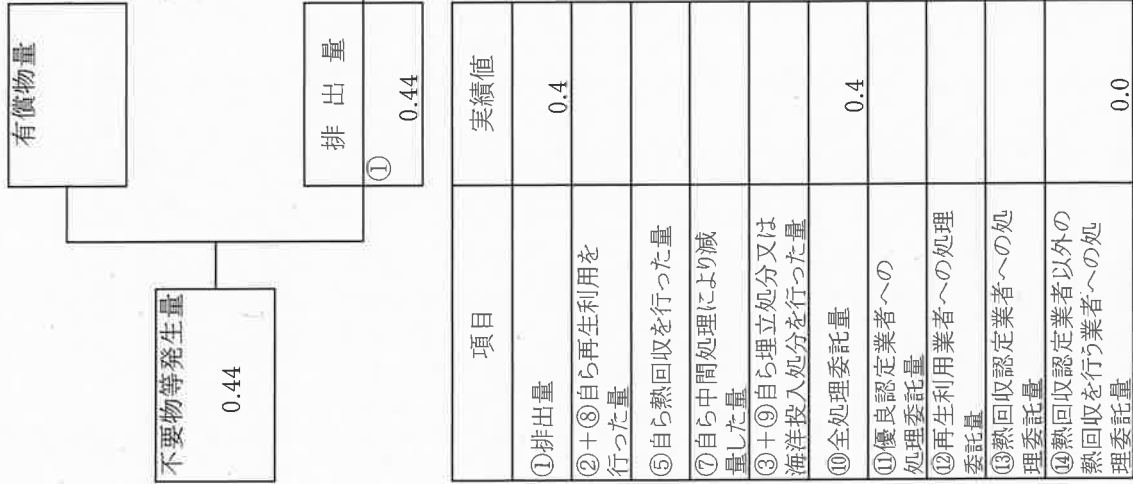 有償物量
不要物等発生量
0.44
排出量
①
0.44
項目
実績値
①排出量
0.4
②+⑧自ら再生利用を
行った量
⑤自ら熱回収を行った量
⑦自ら中間処理により減
量した量
③+⑨自ら埋立処分又は
海洋投入処分を行った量
⑩全処理委託量
0.4
⑪優良認定業者への
処理委託量
⑫再生利用業者への処理
委託量
⑬熱回収認定業者への処
理委託量
⑭熱回収認定業者以外の
熱回収を行う業者への処
理委託量
0.0